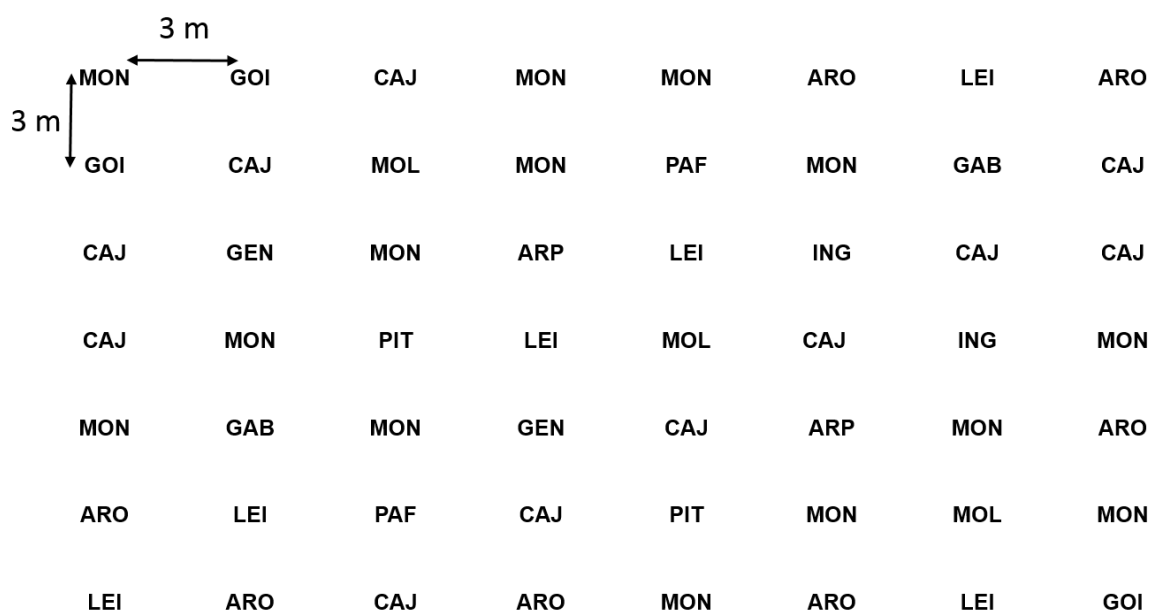 3 m
MON GOI CAJ MON MON ARO LEI ARO
3 m
GOI CAJ MOL MON PAF MON GAB CAJ
CAJ GEN MON ARP LEI ING CAJ CAJ
CAJ MON PIT LEI MOL CAJ ING MON
MON GAB MON GEN CAJ ARP MON ARO
ARO LEI PAF CAJ PIT MON MOL MON
LEI ARO CAJ ARO MON ARO LEI GOI